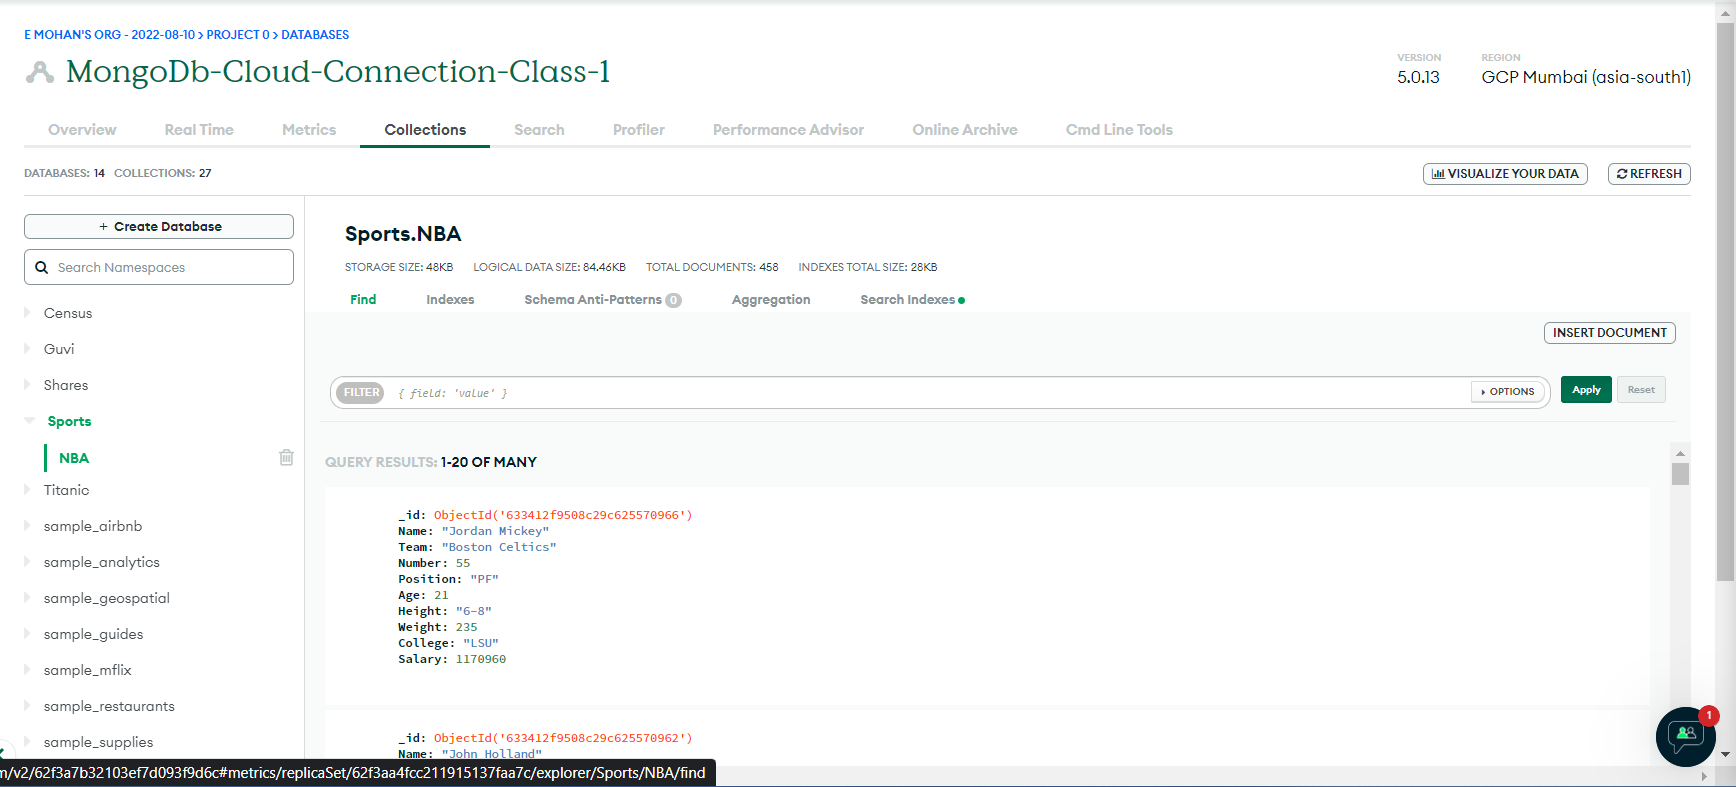 E MOHAN'S ORG - 2022-08-10 > PROJECT 0 > DATABASES
MongoDb-Cloud-Connection-Class-1
VERSION
5.0.13
REGION
GCP Mumbai (asia-south1)
Overview Real Time Metrics Collections Search Profiler Performance Advisor Online Archive Cmd Line Tools
DATABASES: 14 COLLECTIONS: 27
VISUALIZE YOUR DATA
REFRESH
+ Create Database
Search Namespaces
Census
Guvi
Shares
Sports
NBA
Titanic
sample_airbnb
sample_analytics
sample_geospatial
sample_guides
sample_mflix
sample_restaurants
sample_supplies
Sports.NBA
STORAGE SIZE: 48KB LOGICAL DATA SIZE: 84.46KB TOTAL DOCUMENTS: 458 INDEXES TOTAL SIZE: 28KB
Find Indexes Schema Anti-Patterns 0 Aggregation Search Indexes
INSERT DOCUMENT
FILTER { field: 'value' } OPTIONS Apply Reset
QUERY RESULTS: 1-20 OF MANY
_id: ObjectId('633412f9508c29c625570966')
Name: "Jordan Mickey"
Team: "Boston Celtics"
Number: 55
Position: "PF"
Age: 21
Height: "6-8"
Weight: 235
College: "LSU"
Salary: 1170960
_id: ObjectId('633412f9508c29c625570962')
Name: "John Holland"
1
m/v2/62f3a7b32103ef7d093f9d6c#metrics/replicaSet/62f3aa4fcc211915137faa7c/explorer/Sports/NBA/find